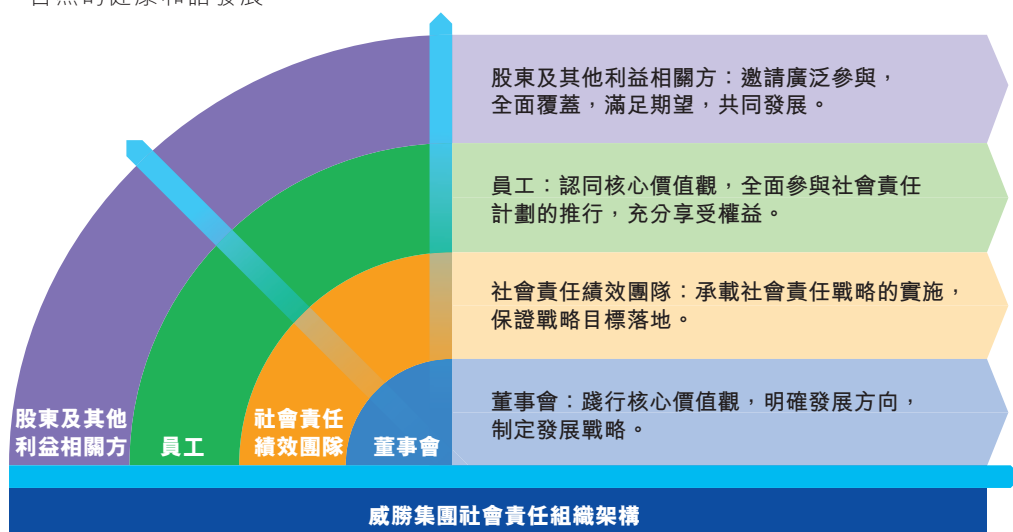 股東及其他利益相關方：邀請廣泛參與，
全面覆蓋，滿足期望，共同發展。
員工：認同核心價值觀，全面參與社會責任
計劃的推行，充分享受權益。
社會責任績效團隊：承載社會責任戰略的實施，
保證戰略目標落地。
董事會：踐行核心價值觀，明確發展方向，
制定發展戰略。
股東及其他
利益相關方
員工
社會責任
績效團隊
董事會
威勝集團社會責任組織架構